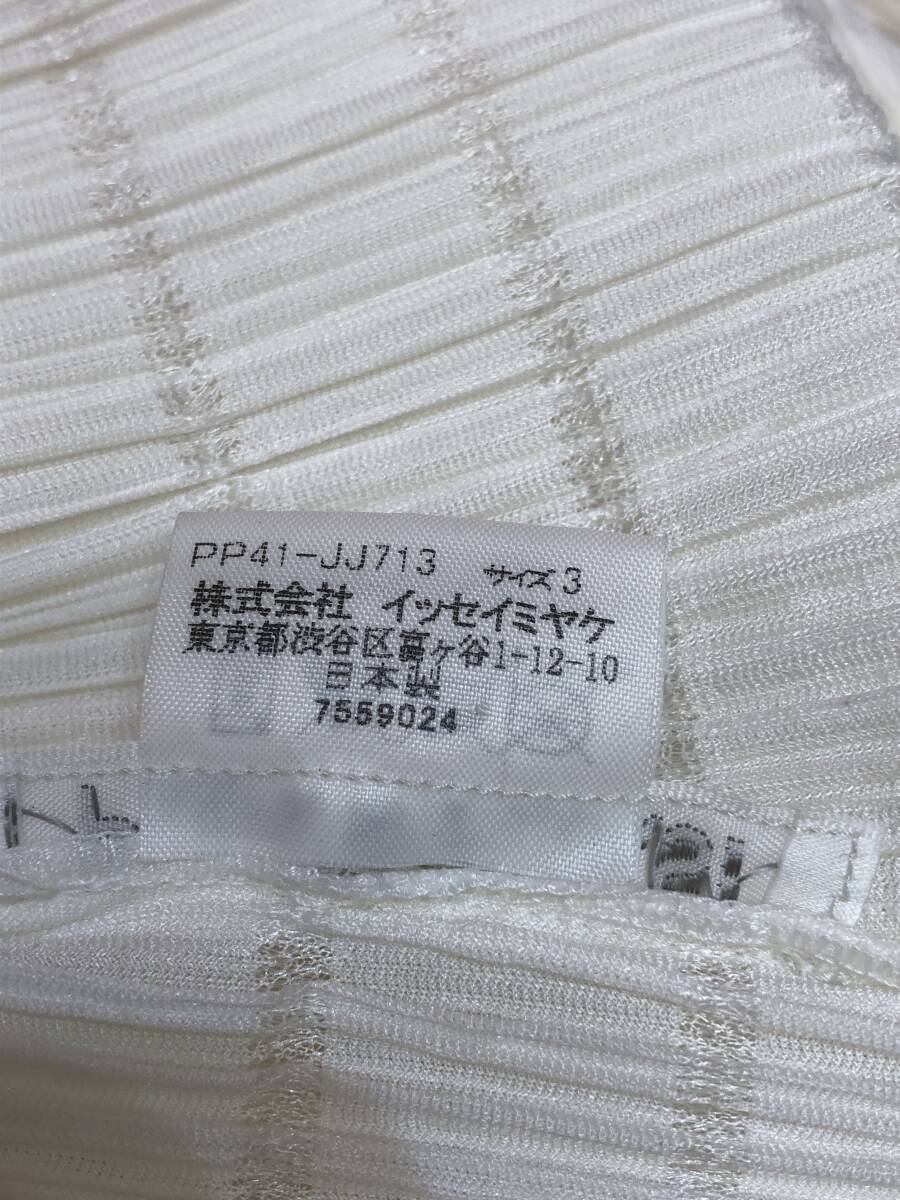 PP41-JJ713 サイズ3
株式会社 イッセイミヤケ
東京都渋谷区富ヶ谷1-12-10
日本製
7559024